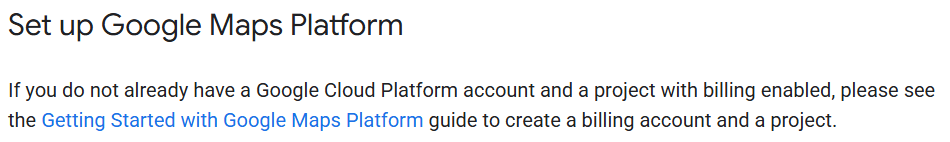 Set up Google Maps Platform
If you do not already have a Google Cloud Platform account and a project with billing enabled, please see
the Getting Started with Google Maps Platform guide to create a billing account and a project.